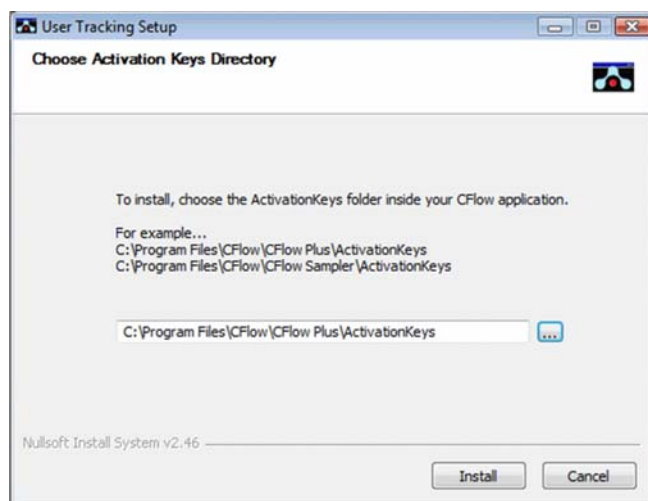 User Tracking Setup
Choose Activation Keys Directory
To install, choose the ActivationKeys folder inside your CFlow application.
For example...
C:\Program Files\CFlow\CFlow Plus\ActivationKeys
C:\Program Files\CFlow\CFlow Sampler\ActivationKeys
C:\Program Files\CFlow\CFlow Plus\ActivationKeys
...
Nullsoft Install System v2.46
Install Cancel